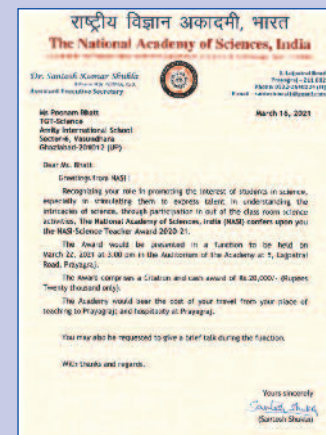 राष्ट्रीय विज्ञान अकादमी, भारत
The National Academy of Sciences, India
Dr. Santosh Kumar Shukla
Assistant Executive Secretary
5, Lajpatrai Road
Prayagraj - 211 002
March 16, 2021
Ms Poonam Bhatt
TGT-Science
Amity International School
Sector-6, Vasundhara
Ghaziabad-201012 (UP)
Dear Ms. Bhatt.
Greetings from NASI!
Recognizing your role in promoting the interest of students in science,
especially in stimulating them to express talent in understanding the
intricacies of science, through participation in out of the class room science
activities, The National Academy of Sciences, India (NASI) confers upon you
the NASI-Science Teacher Award 2020-21.
The Award would be presented in a function to be held on
March 22, 2021 at 3.00 pm in the Auditorium of the Academy at 5, Lajpatrai
Road, Prayagraj.
The Award comprises a Citation and cash award of Rs.20,000/- (Rupees
Twenty thousand only).
The Academy would bear the cost of your travel from your place of
teaching to Prayagraj and hospitality at Prayagraj.
You may also be requested to give a brief talk during the function.
With thanks and regards.
Yours sincerely
Santosh Shukla
(Santosh Shukla)